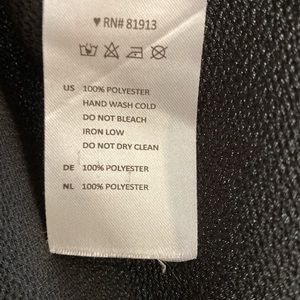 ♥ RN# 81913
US 100% POLYESTER
HAND WASH COLD
DO NOT BLEACH
IRON LOW
DO NOT DRY CLEAN
DE 100% POLYESTER
NL 100% POLYESTER